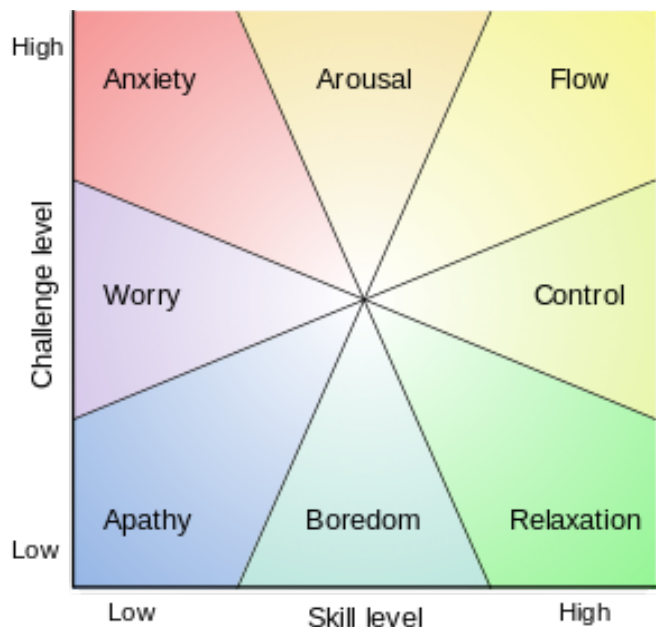 High
Anxiety
Arousal
Flow
Challenge level
Worry
Control
Apathy
Boredom
Relaxation
Low
Low
Skill level
High